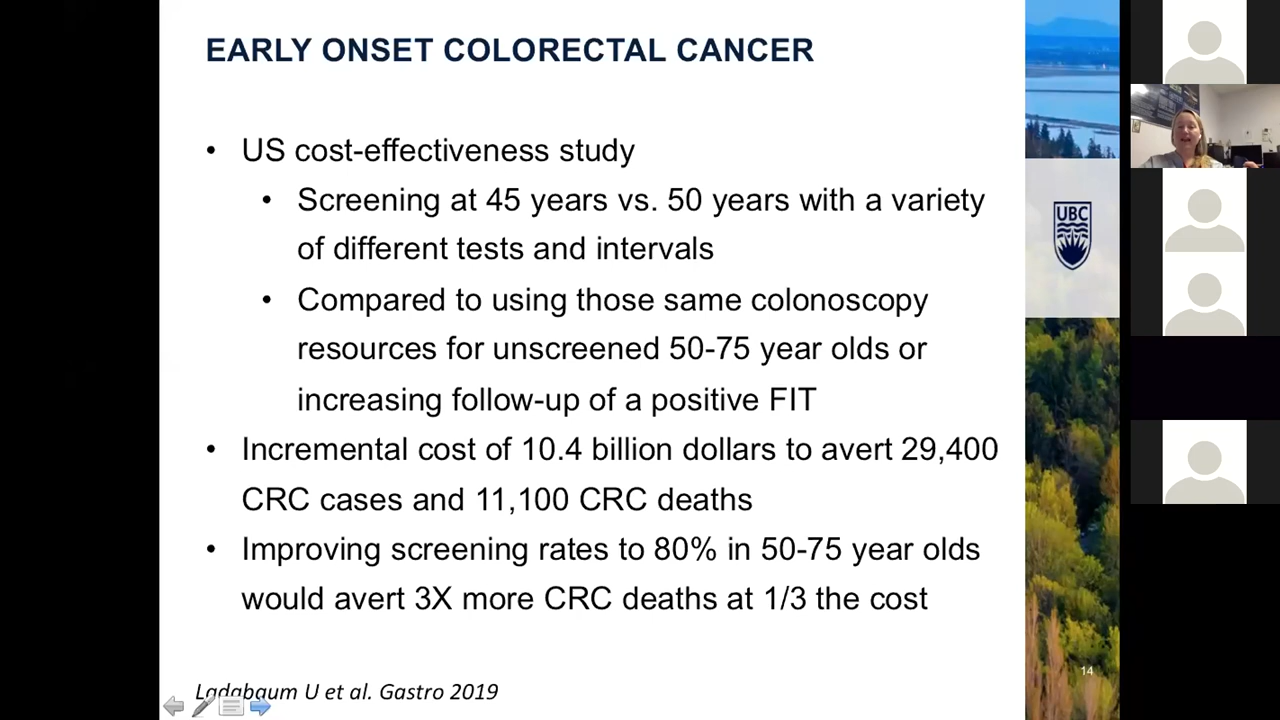 EARLY ONSET COLORECTAL CANCER
• US cost-effectiveness study
• Screening at 45 years vs. 50 years with a variety
of different tests and intervals
• Compared to using those same colonoscopy
resources for unscreened 50-75 year olds or
increasing follow-up of a positive FIT
• Incremental cost of 10.4 billion dollars to avert 29,400
CRC cases and 11,100 CRC deaths
• Improving screening rates to 80% in 50-75 year olds
would avert 3X more CRC deaths at 1/3 the cost
Ladabaum U et al. Gastro 2019
UBC
14